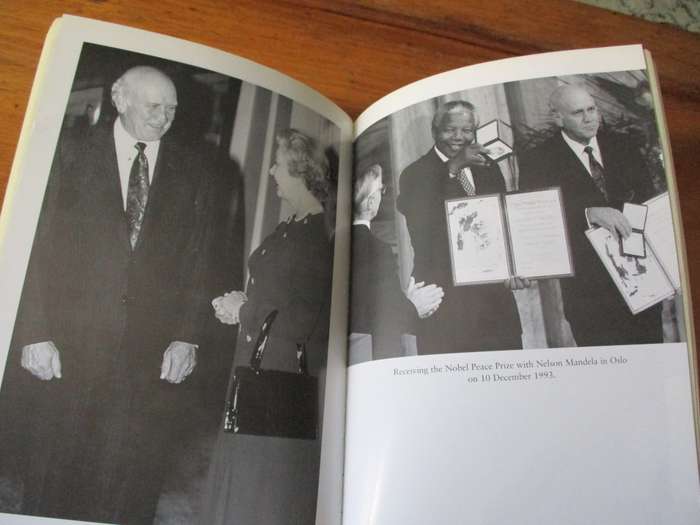 Receiving the Nobel Peace Prize with Nelson Mandela in Oslo
on 10 December 1993.